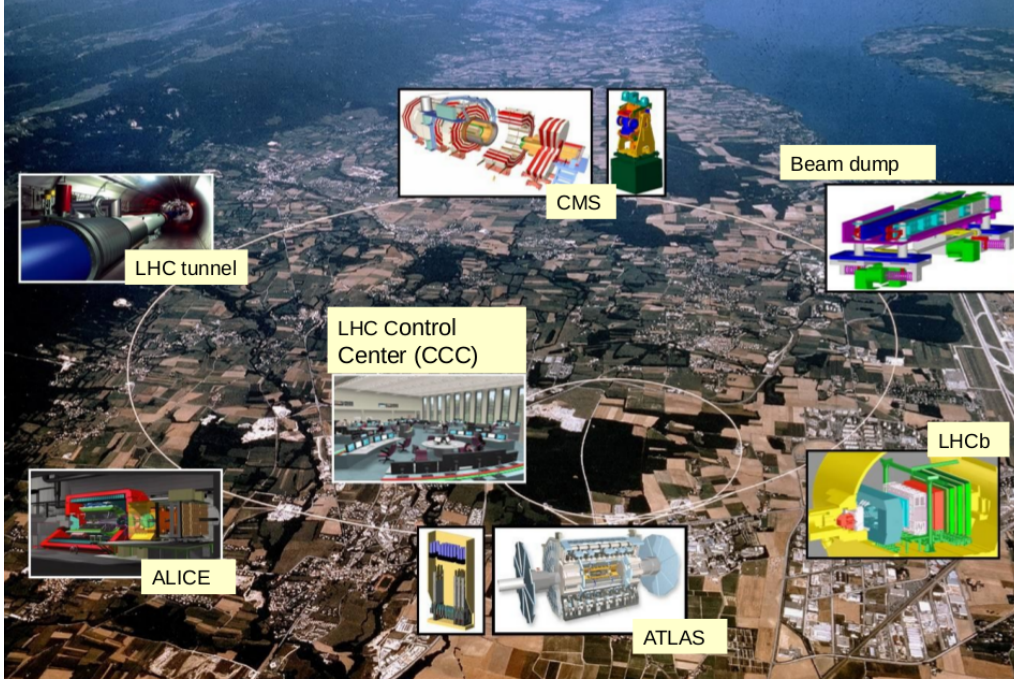 CMS
Beam dump
LHC tunnel
LHC Control
Center (CCC)
LHCb
ALICE
ATLAS